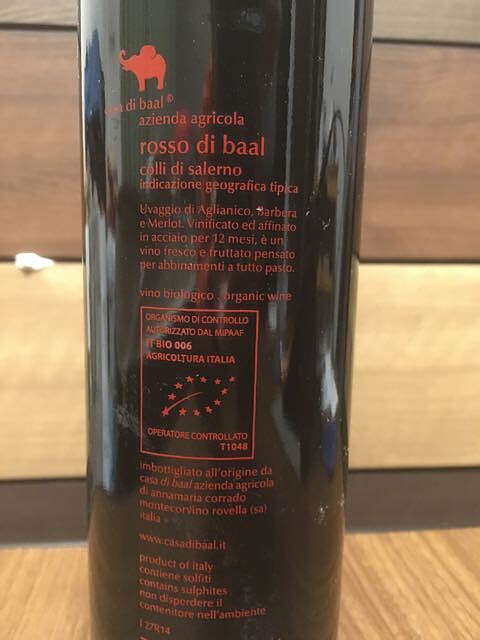 casa di baal®
azienda agricola
rosso di baal
colli di salerno
indicazione geografica tipica
Uvaggio di Aglianico, Barbera
e Merlot. Vinificato ed affinato
in acciaio per 12 mesi, è un
vino fresco e fruttato pensato
per abbinamenti a tutto pasto.
vino biologico . organic wine
ORGANISMO DI CONTROLLO
AUTORIZZATO DAL MIPAAF
IT BIO 006
AGRICOLTURA ITALIA
OPERATORE CONTROLLATO
T1048
imbottigliato all'origine da
casa di baal azienda agricola
di annamaria corrado
montecorvino rovella (sa)
italia
www.casadibaal.it
product of italy
contiene solfiti
contains sulphites
non disperdere il
contenitore nell'ambiente
l 27R14